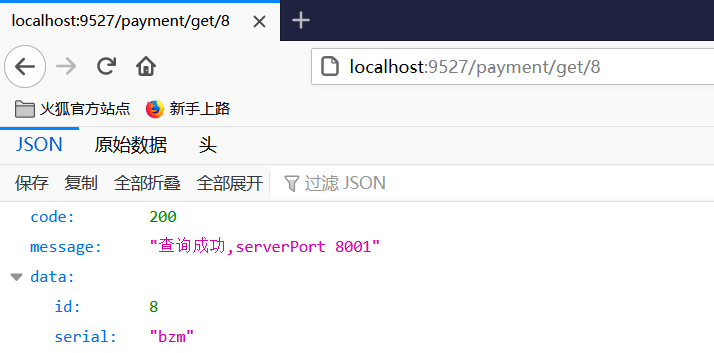 localhost:9527/payment/get/8
localhost:9527/payment/get/8
火狐官方站点 新手上路
JSON 原始数据 头
保存 复制 全部折叠 全部展开 过滤 JSON
code: 200
message: "查询成功,serverPort 8001"
data:
id: 8
serial: "bzm"